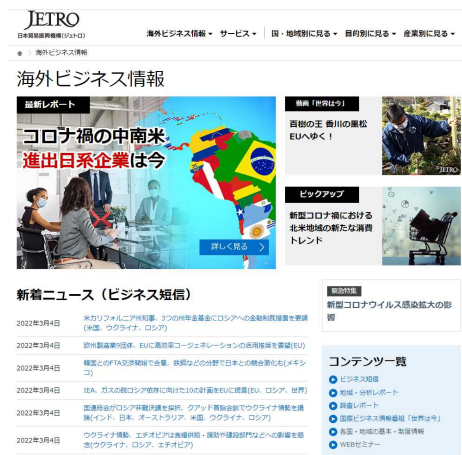 JETRO
日本貿易振興機構(ジェトロ)
海外ビジネス情報 サービス 国・地域別に見る 目的別に見る 産業別に見る
海外ビジネス情報
海外ビジネス情報
最新レポート
コロナ禍の中南米
進出日系企業は今
詳しく見る
動画「世界は今」
百樹の王 香川の黒松
EUへゆく!
JETRO
ピックアップ
新型コロナ禍における
北米地域の新たな消費
トレンド
新着ニュース(ビジネス短信)
2022年3月4日 米カリフォルニア州知事、3つの州年金基金にロシアへの金融制裁措置を要請
(米国、ウクライナ、ロシア)
2022年3月4日 欧州製造業9団体、EUに高効率コージェネレーションの活用推奨を要望(EU)
2022年3月4日 韓国とのFTA交渉開始で合意、鉄鋼などの分野で日本との競合激化も(メキシ
コ)
2022年3月4日 IEA、ガスの脱ロシア依存に向けた10の計画をEUに提言(EU、ロシア、世界)
2022年3月4日 国連総会がロシア非難決議を採択、クアッド首脳会談でウクライナ情勢を議
論(インド、日本、オーストラリア、米国、ウクライナ、ロシア)
2022年3月4日 ウクライナ情勢、エチオピアは食糧供給・援助や建設部門などへの影響を懸
念(ウクライナ、ロシア、エチオピア)
緊急特集
新型コロナウイルス感染拡大の影
響
コンテンツ一覧
ビジネス短信
地域・分析レポート
調査レポート
国際ビジネス情報番組「世界は今」
各国・地域の基本・制度情報
WEBセミナー